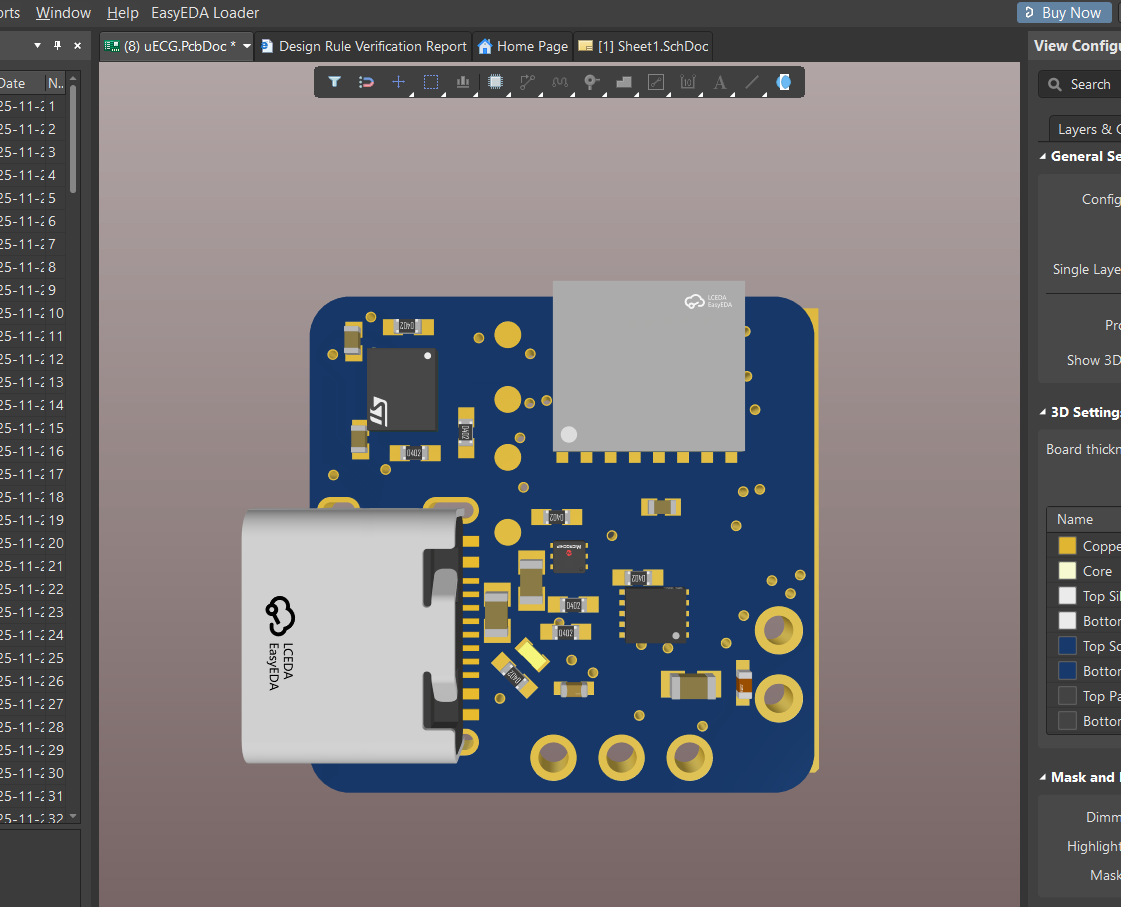 orts Window Help EasyEDA Loader
Buy Now
(8) uECG.PcbDoc *
Design Rule Verification Report
Home Page
[1] Sheet1.SchDoc
View Configu
Date N..
25-11-2 1
25-11-2 2
25-11-2 3
25-11-2 4
25-11-2 5
25-11-2 6
25-11-2 7
25-11-2 8
25-11-2 9
25-11-2 10
25-11-2 11
25-11-2 12
25-11-2 13
25-11-2 14
25-11-2 15
25-11-2 16
25-11-2 17
25-11-2 18
25-11-2 19
25-11-2 20
25-11-2 21
25-11-2 22
25-11-2 23
25-11-2 24
25-11-2 25
25-11-2 26
25-11-2 27
25-11-2 28
25-11-2 29
25-11-2 30
25-11-2 31
25-11-2 32
LCEDA
EasyEDA
0402
0402
0402
ST
0402
MICROCHIP
0402
0402
0402
0402
LCEDA
EasyEDA
Search
Layers & C
General Se
Config
Single Laye
Pro
Show 3D
3D Setting
Board thickn
Name
Coppe
Core
Top Sil
Bottor
Top So
Bottor
Top Pa
Bottor
Mask and
Dimm
Highlight
Mask